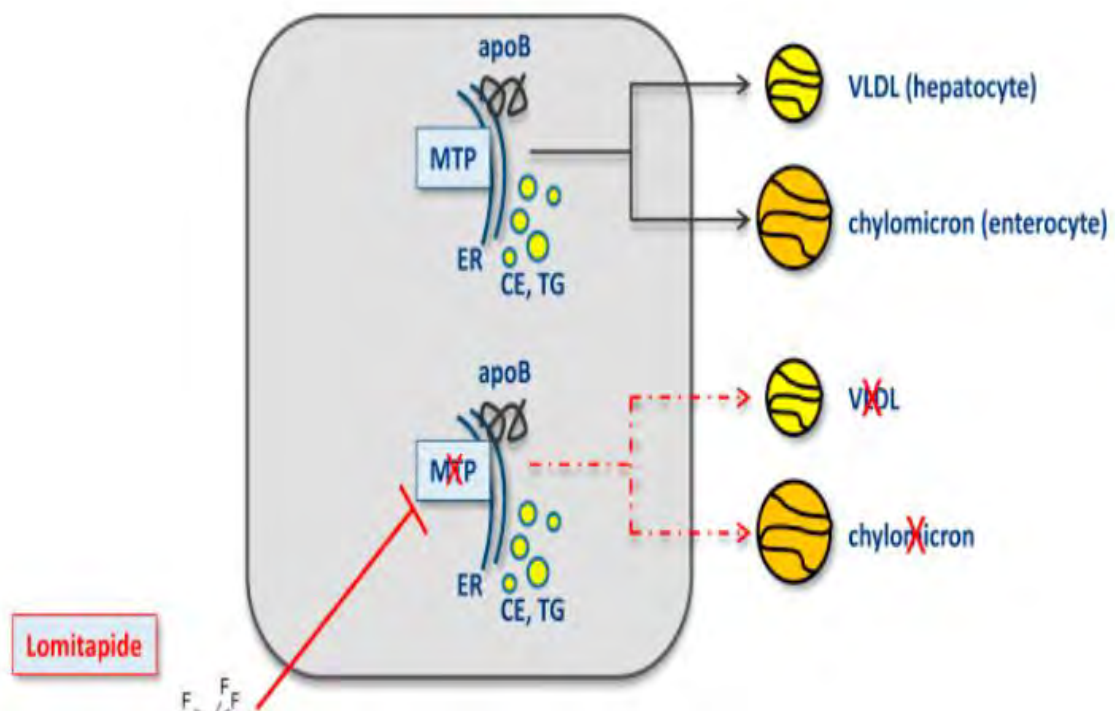 apoB
VLDL (hepatocyte)
MTP
chylomicron (enterocyte)
ER
CE, TG
apoB
VLDL
MTP
chylomicron
ER
CE, TG
Lomitapide
F
F
F